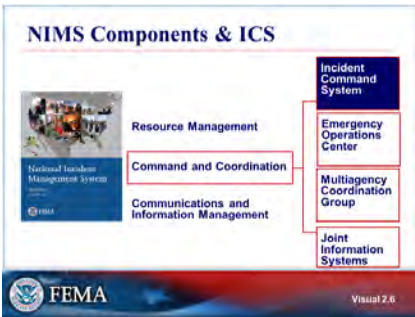 NIMS Components & ICS
National Incident
Management System
FEMA
Resource Management
Command and Coordination
Communications and
Information Management
Incident
Command
System
Emergency
Operations
Center
Multiagency
Coordination
Group
Joint
Information
Systems
FEMA
Visual 2.6